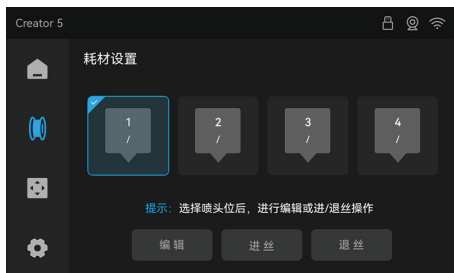 Creator 5
耗材设置
1 2 3 4
/ / / /
提示: 选择喷头位后，进行编辑或进/退丝操作
编辑 进丝 退丝